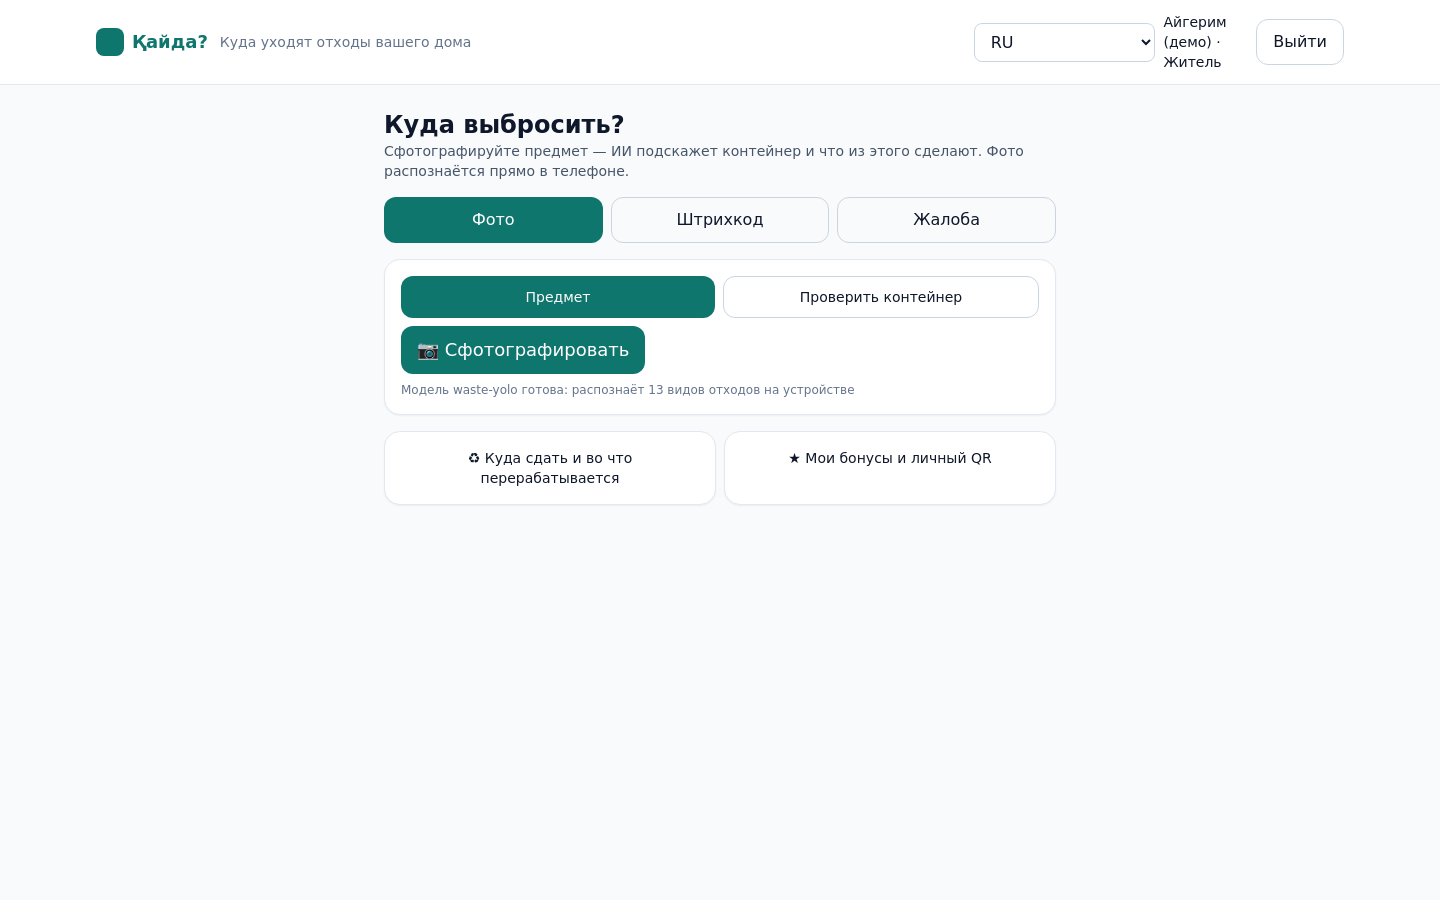 Қайда? Куда уходят отходы вашего дома
RU
Айгерим
(демо) ·
Житель
Выйти
Куда выбросить?
Сфотографируйте предмет — ИИ подскажет контейнер и что из этого сделают. Фото
распознаётся прямо в телефоне.
Фото
Штрихкод
Жалоба
Предмет
Проверить контейнер
📷 Сфотографировать
Модель waste-yolo готова: распознаёт 13 видов отходов на устройстве
♻ Куда сдать и во что
перерабатывается
★ Мои бонусы и личный QR